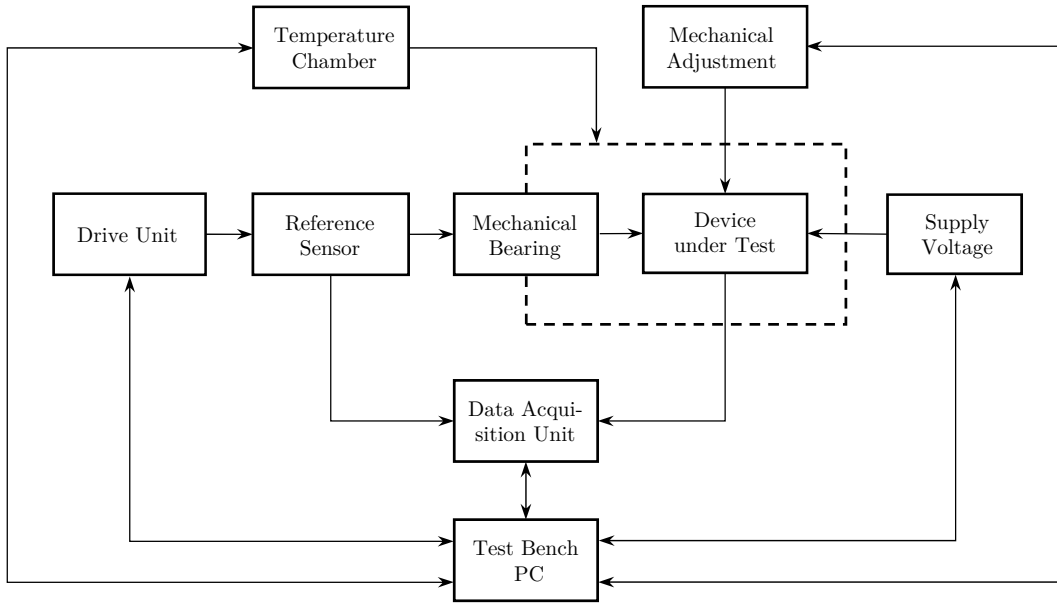 Temperature
Chamber
Mechanical
Adjustment
Drive Unit
Reference
Sensor
Mechanical
Bearing
Device
under Test
Supply
Voltage
Data Acqui-
sition Unit
Test Bench
PC